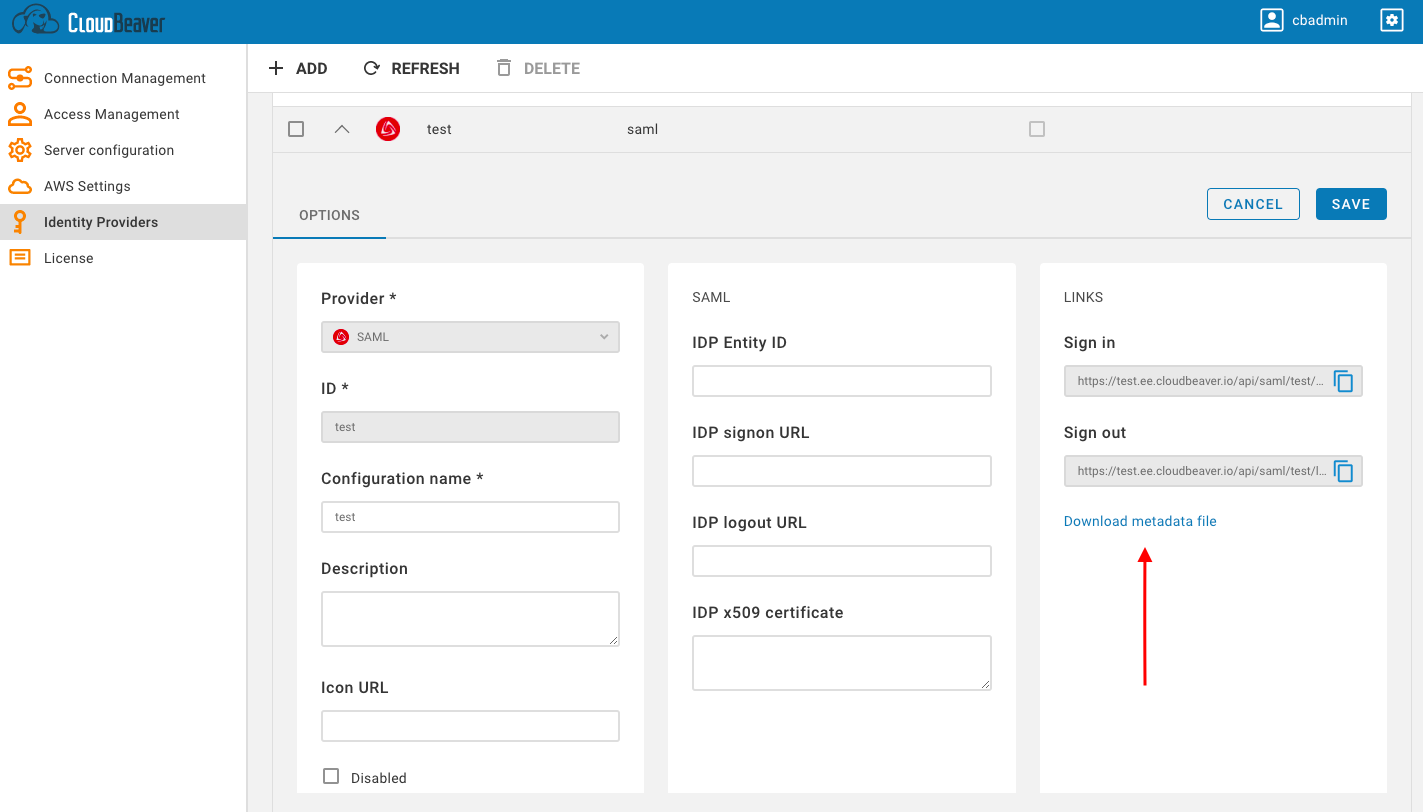 CLOUDBEAVER
cbadmin
Connection Management
Access Management
Server configuration
AWS Settings
Identity Providers
License
ADD REFRESH DELETE
test saml
OPTIONS
CANCEL SAVE
Provider *
SAML
ID *
test
Configuration name *
test
Description
Icon URL
Disabled
SAML
IDP Entity ID
IDP signon URL
IDP logout URL
IDP x509 certificate
LINKS
Sign in
https://test.ee.cloudbeaver.io/api/saml/test/...
Sign out
https://test.ee.cloudbeaver.io/api/saml/test/l...
Download metadata file